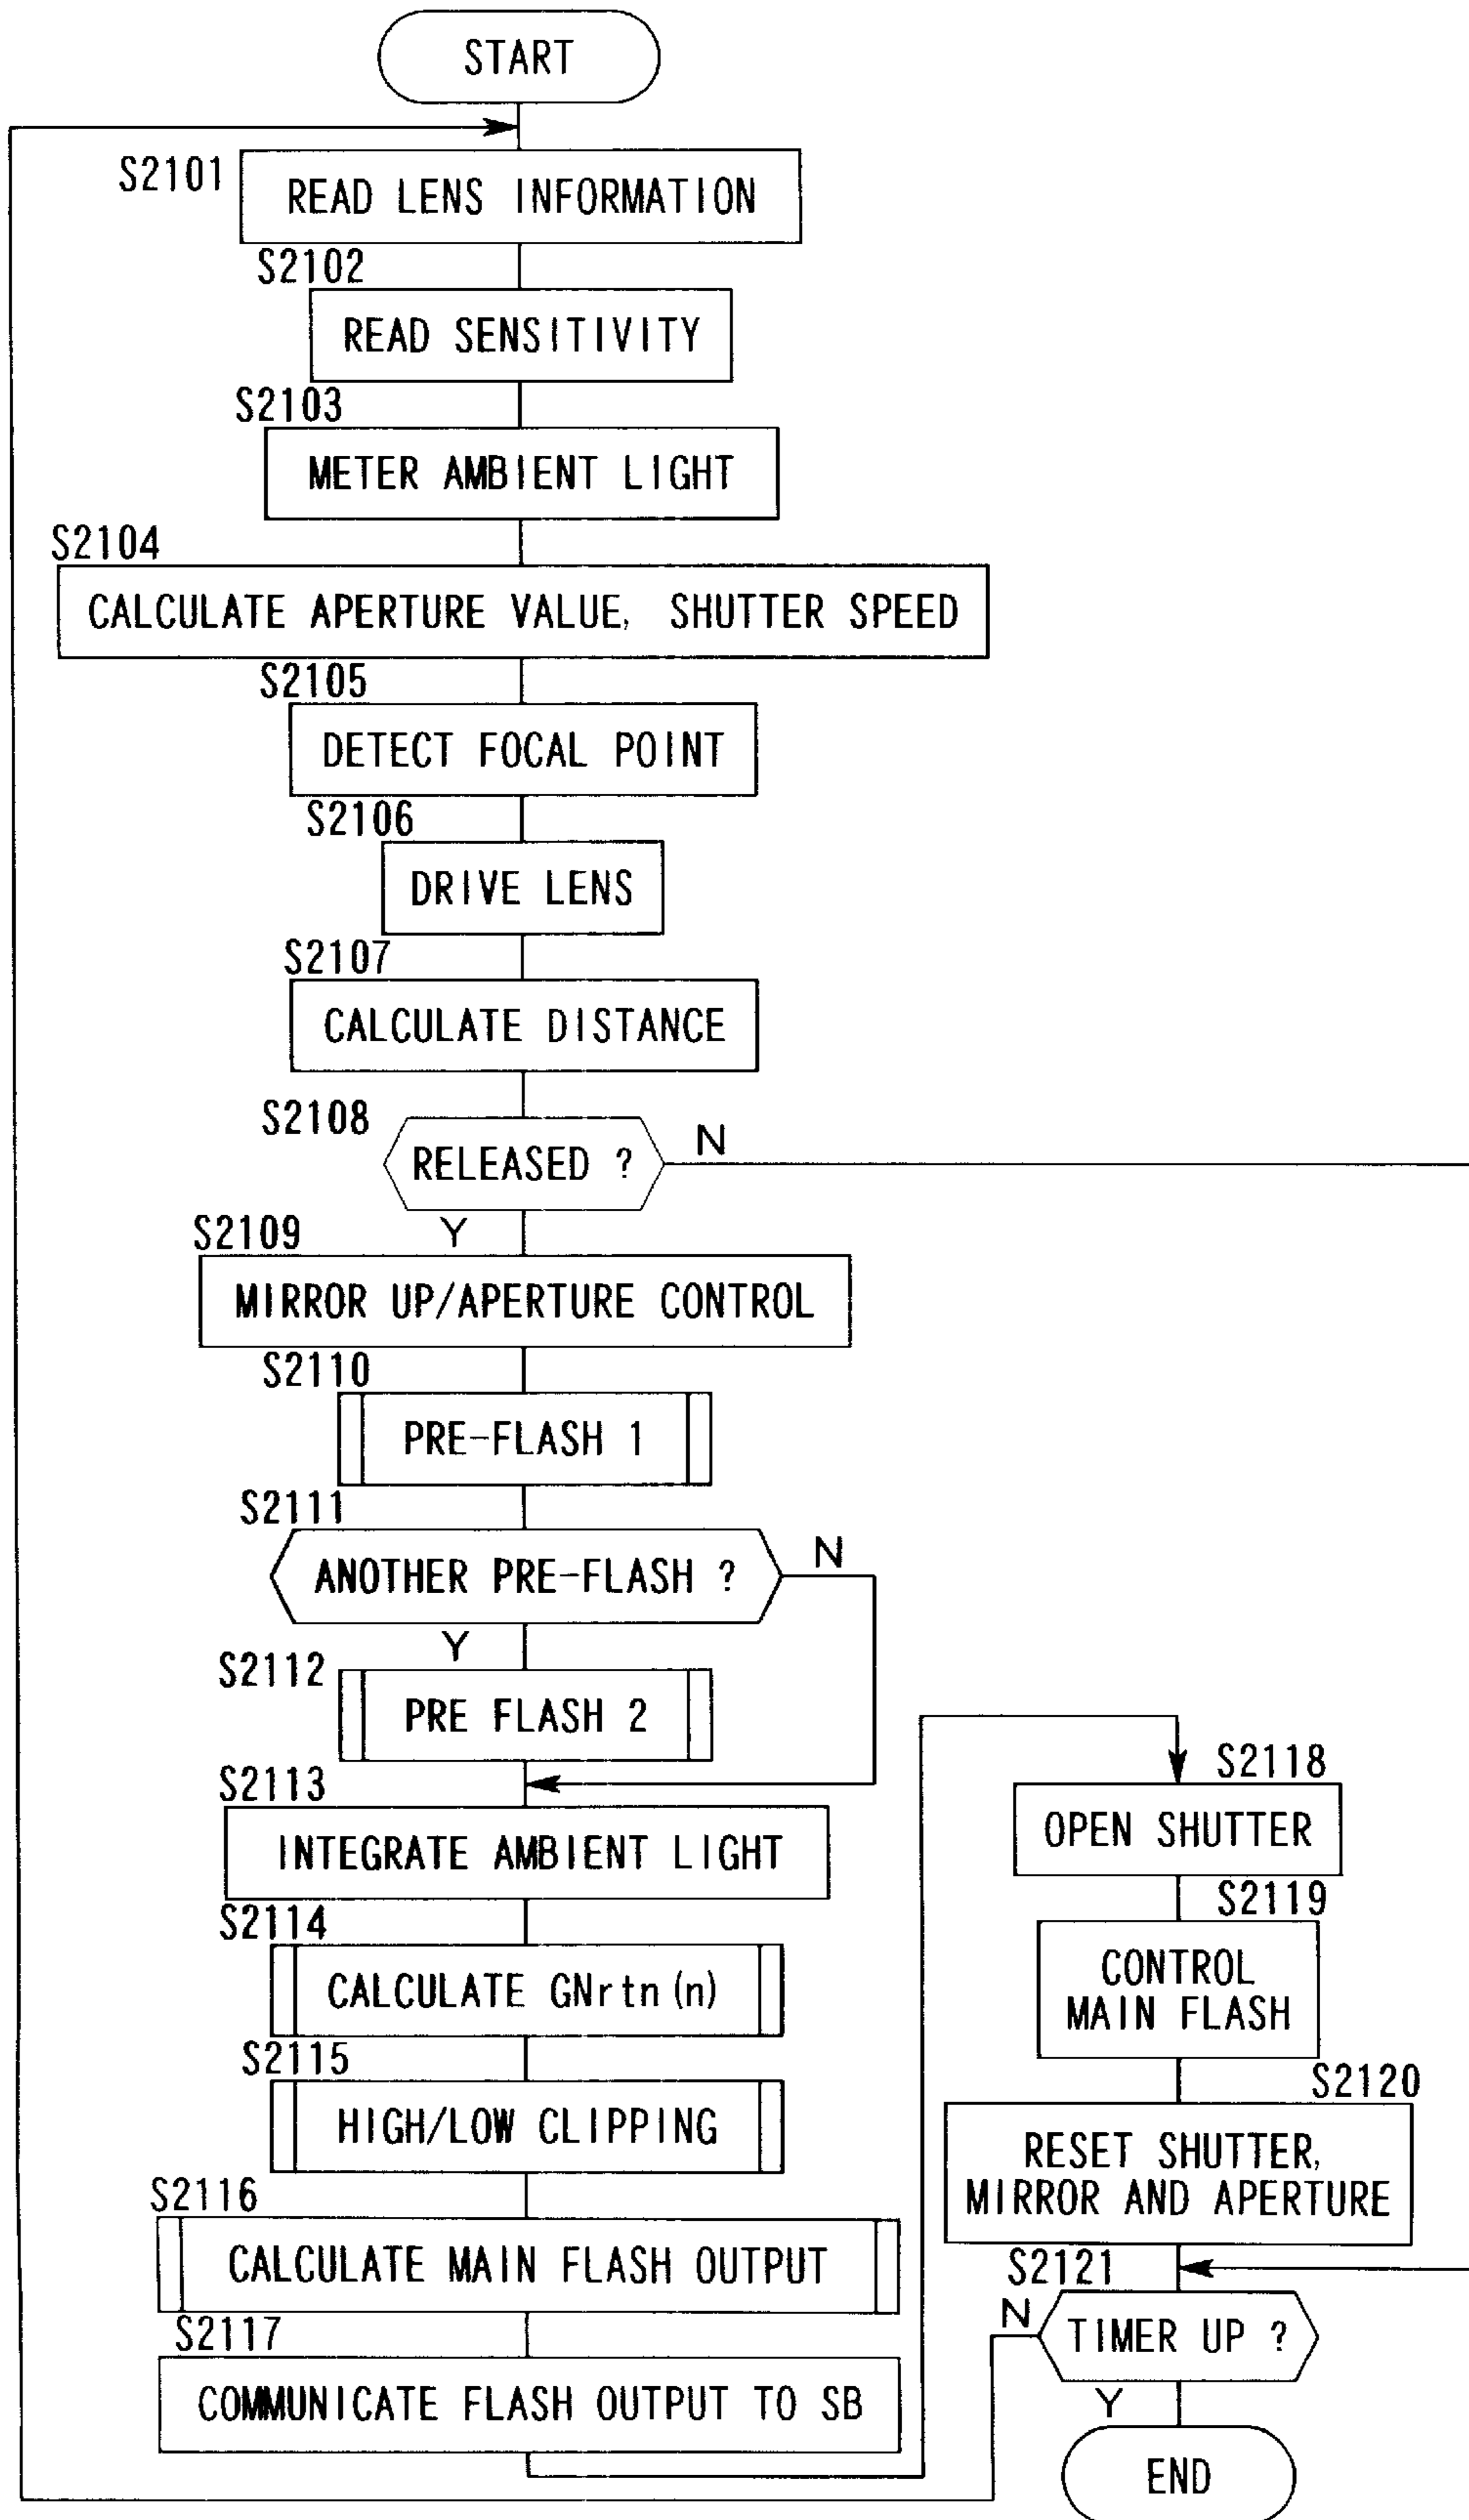 START
S2101
READ LENS INFORMATION
S2102
READ SENSITIVITY
S2103
METER AMBIENT LIGHT
S2104
CALCULATE APERTURE VALUE, SHUTTER SPEED
S2105
DETECT FOCAL POINT
S2106
DRIVE LENS
S2107
CALCULATE DISTANCE
S2108
RELEASED ?
N
Y
S2109
MIRROR UP/APERTURE CONTROL
S2110
PRE-FLASH 1
S2111
ANOTHER PRE-FLASH ?
N
Y
S2112
PRE FLASH 2
S2113
INTEGRATE AMBIENT LIGHT
S2114
CALCULATE GNrtn(n)
S2115
HIGH/LOW CLIPPING
S2116
CALCULATE MAIN FLASH OUTPUT
S2117
COMMUNICATE FLASH OUTPUT TO SB
S2118
OPEN SHUTTER
S2119
CONTROL
MAIN FLASH
S2120
RESET SHUTTER,
MIRROR AND APERTURE
S2121
TIMER UP ?
N
Y
END